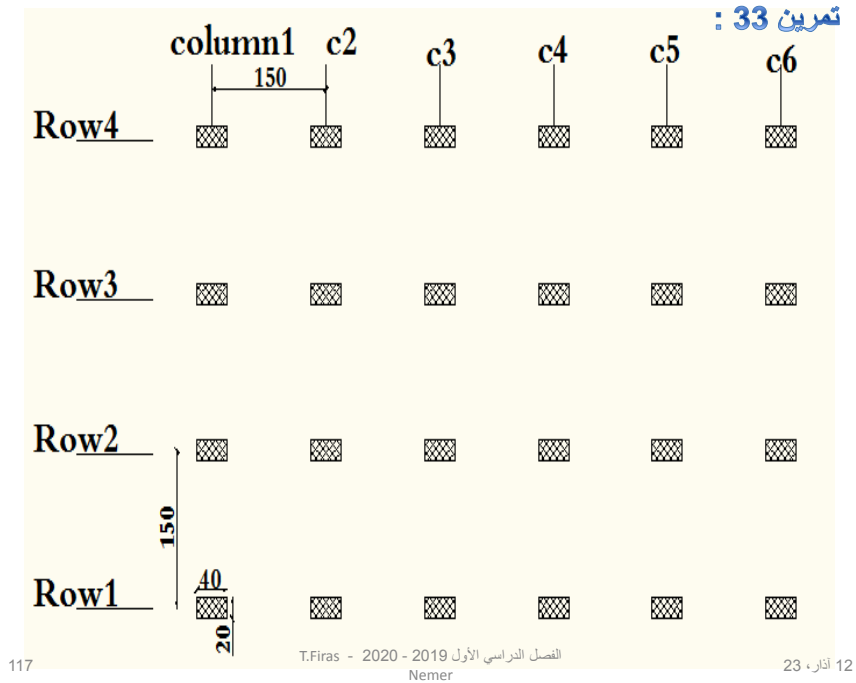 تمرين 33 :
column1 c2 c3 c4 c5 c6
150
Row4
Row3
Row2
150
40
Row1
20
117
الفصل الدراسي الأول 2019 - 2020 - T.Firas
Nemer
12 آذار، 23